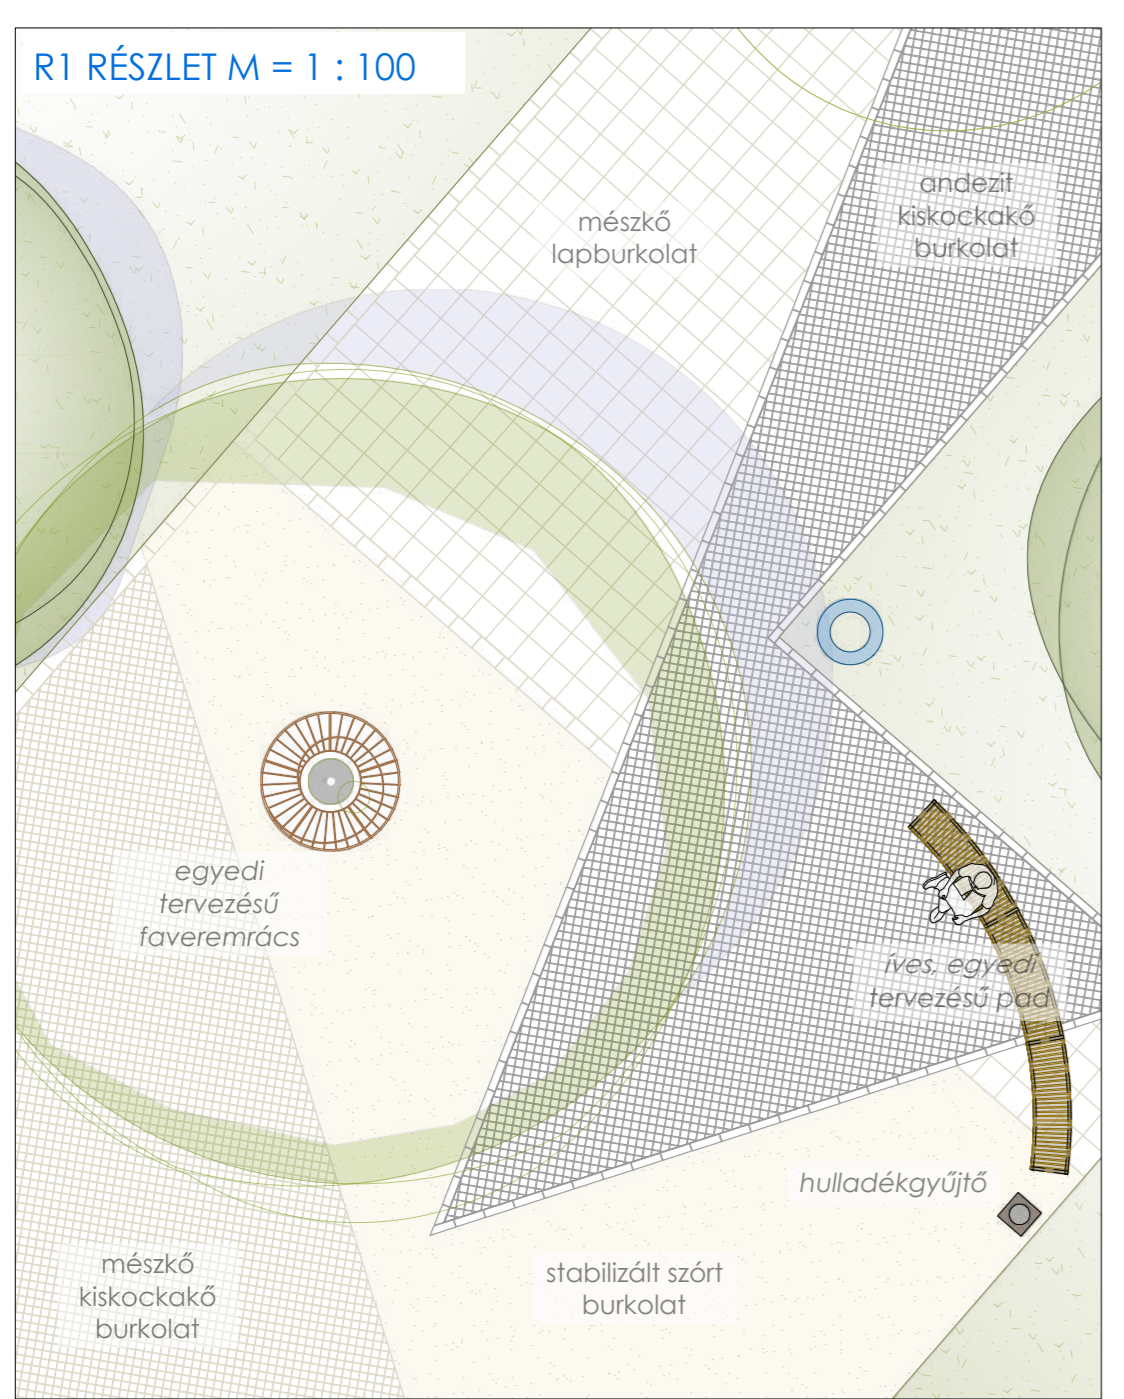 R1 RÉSZLET M = 1 : 100
andezit
kiskockakő
burkolat
mészkő
lapburkolat
egyedi
tervezésű
faveremrács
íves, egyedi
tervezésű pad
hulladékgyűjtő
mészkő
kiskockakő
burkolat
stabilizált szórt
burkolat